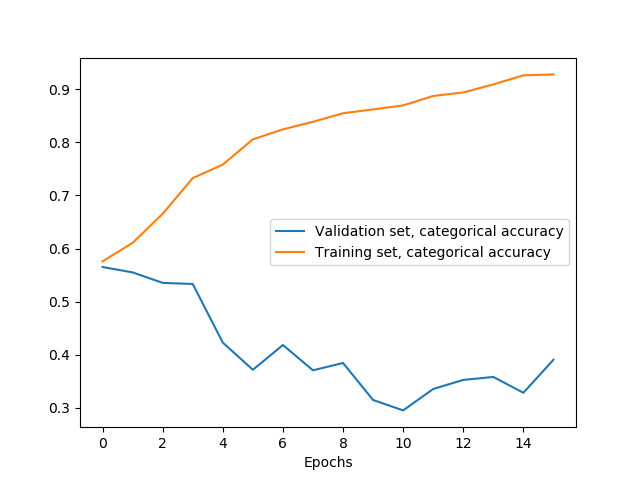 0.9
0.8
0.7
0.6
0.5
0.4
0.3
Validation set, categorical accuracy
Training set, categorical accuracy
0 2 4 6 8 10 12 14
Epochs